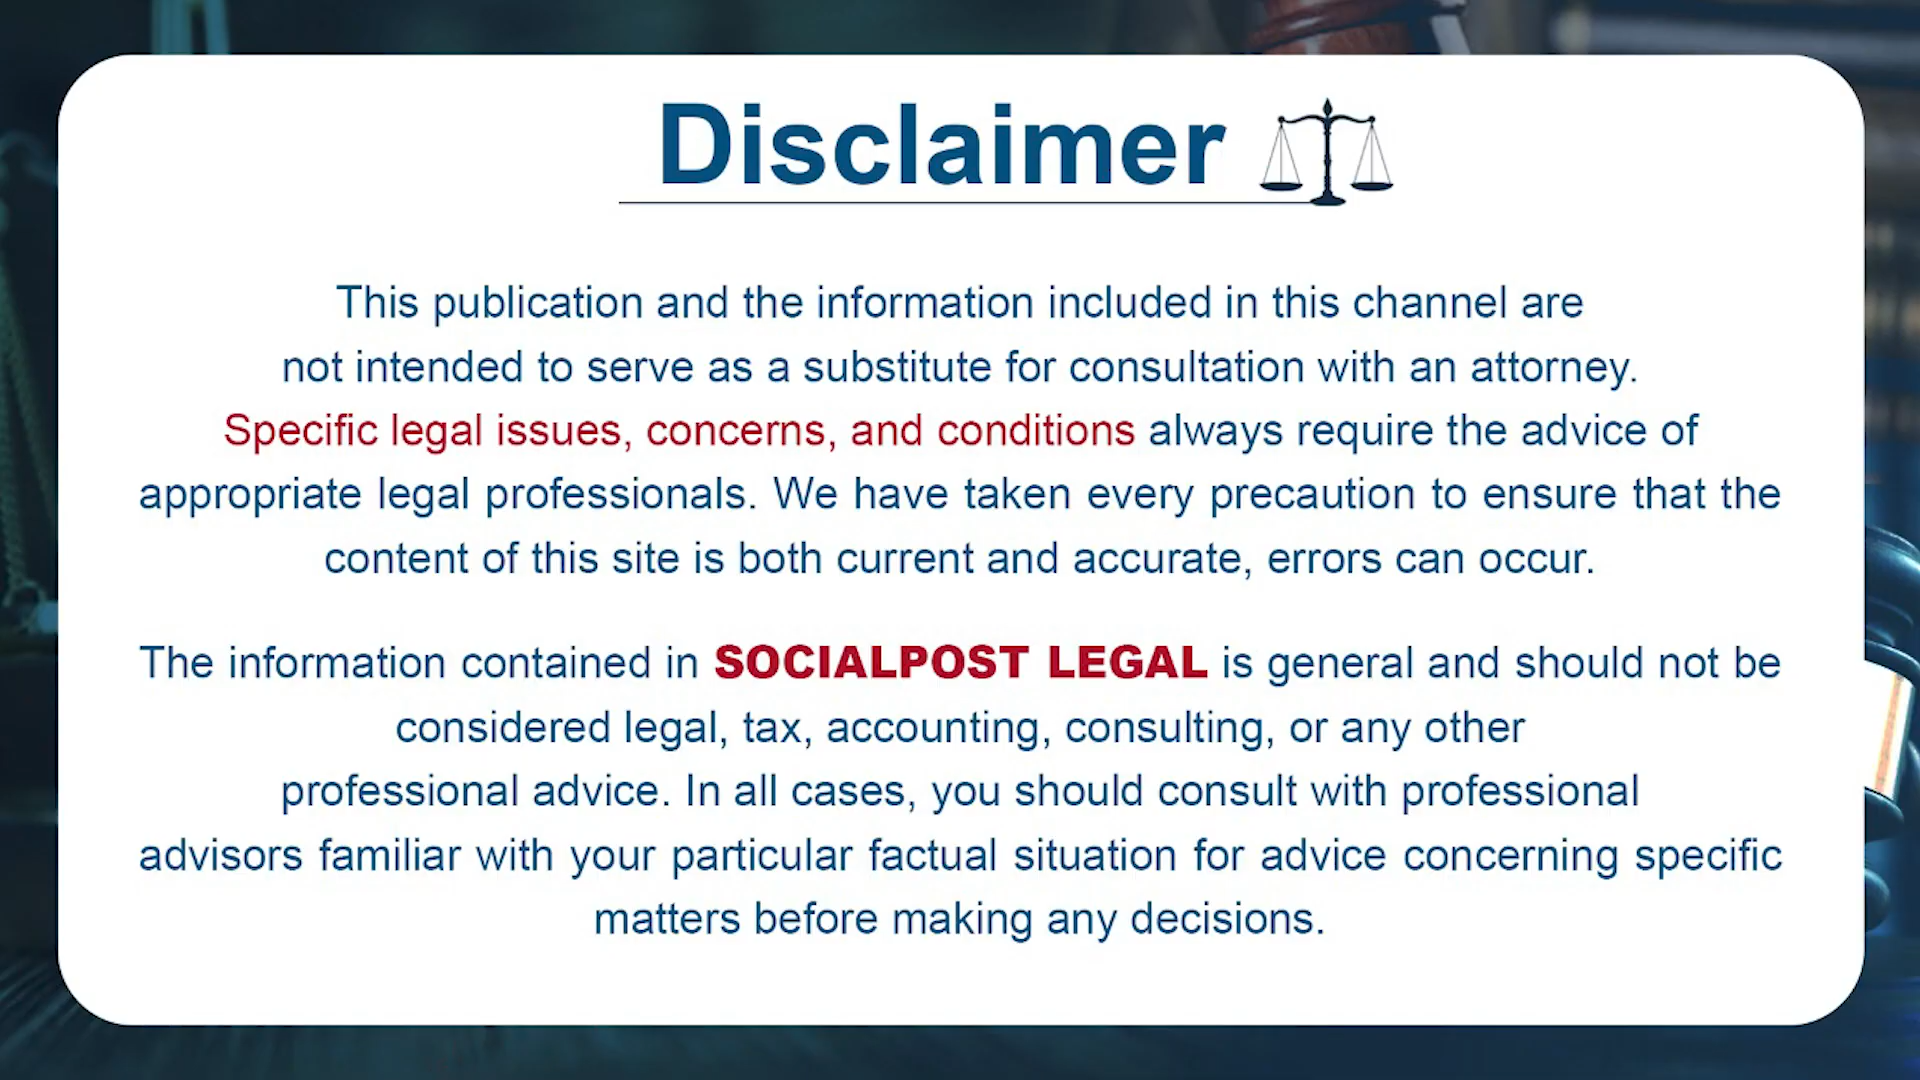 Disclaimer
This publication and the information included in this channel are
not intended to serve as a substitute for consultation with an attorney.
Specific legal issues, concerns, and conditions always require the advice of
appropriate legal professionals. We have taken every precaution to ensure that the
content of this site is both current and accurate, errors can occur.
The information contained in SOCIALPOST LEGAL is general and should not be
considered legal, tax, accounting, consulting, or any other
professional advice. In all cases, you should consult with professional
advisors familiar with your particular factual situation for advice concerning specific
matters before making any decisions.